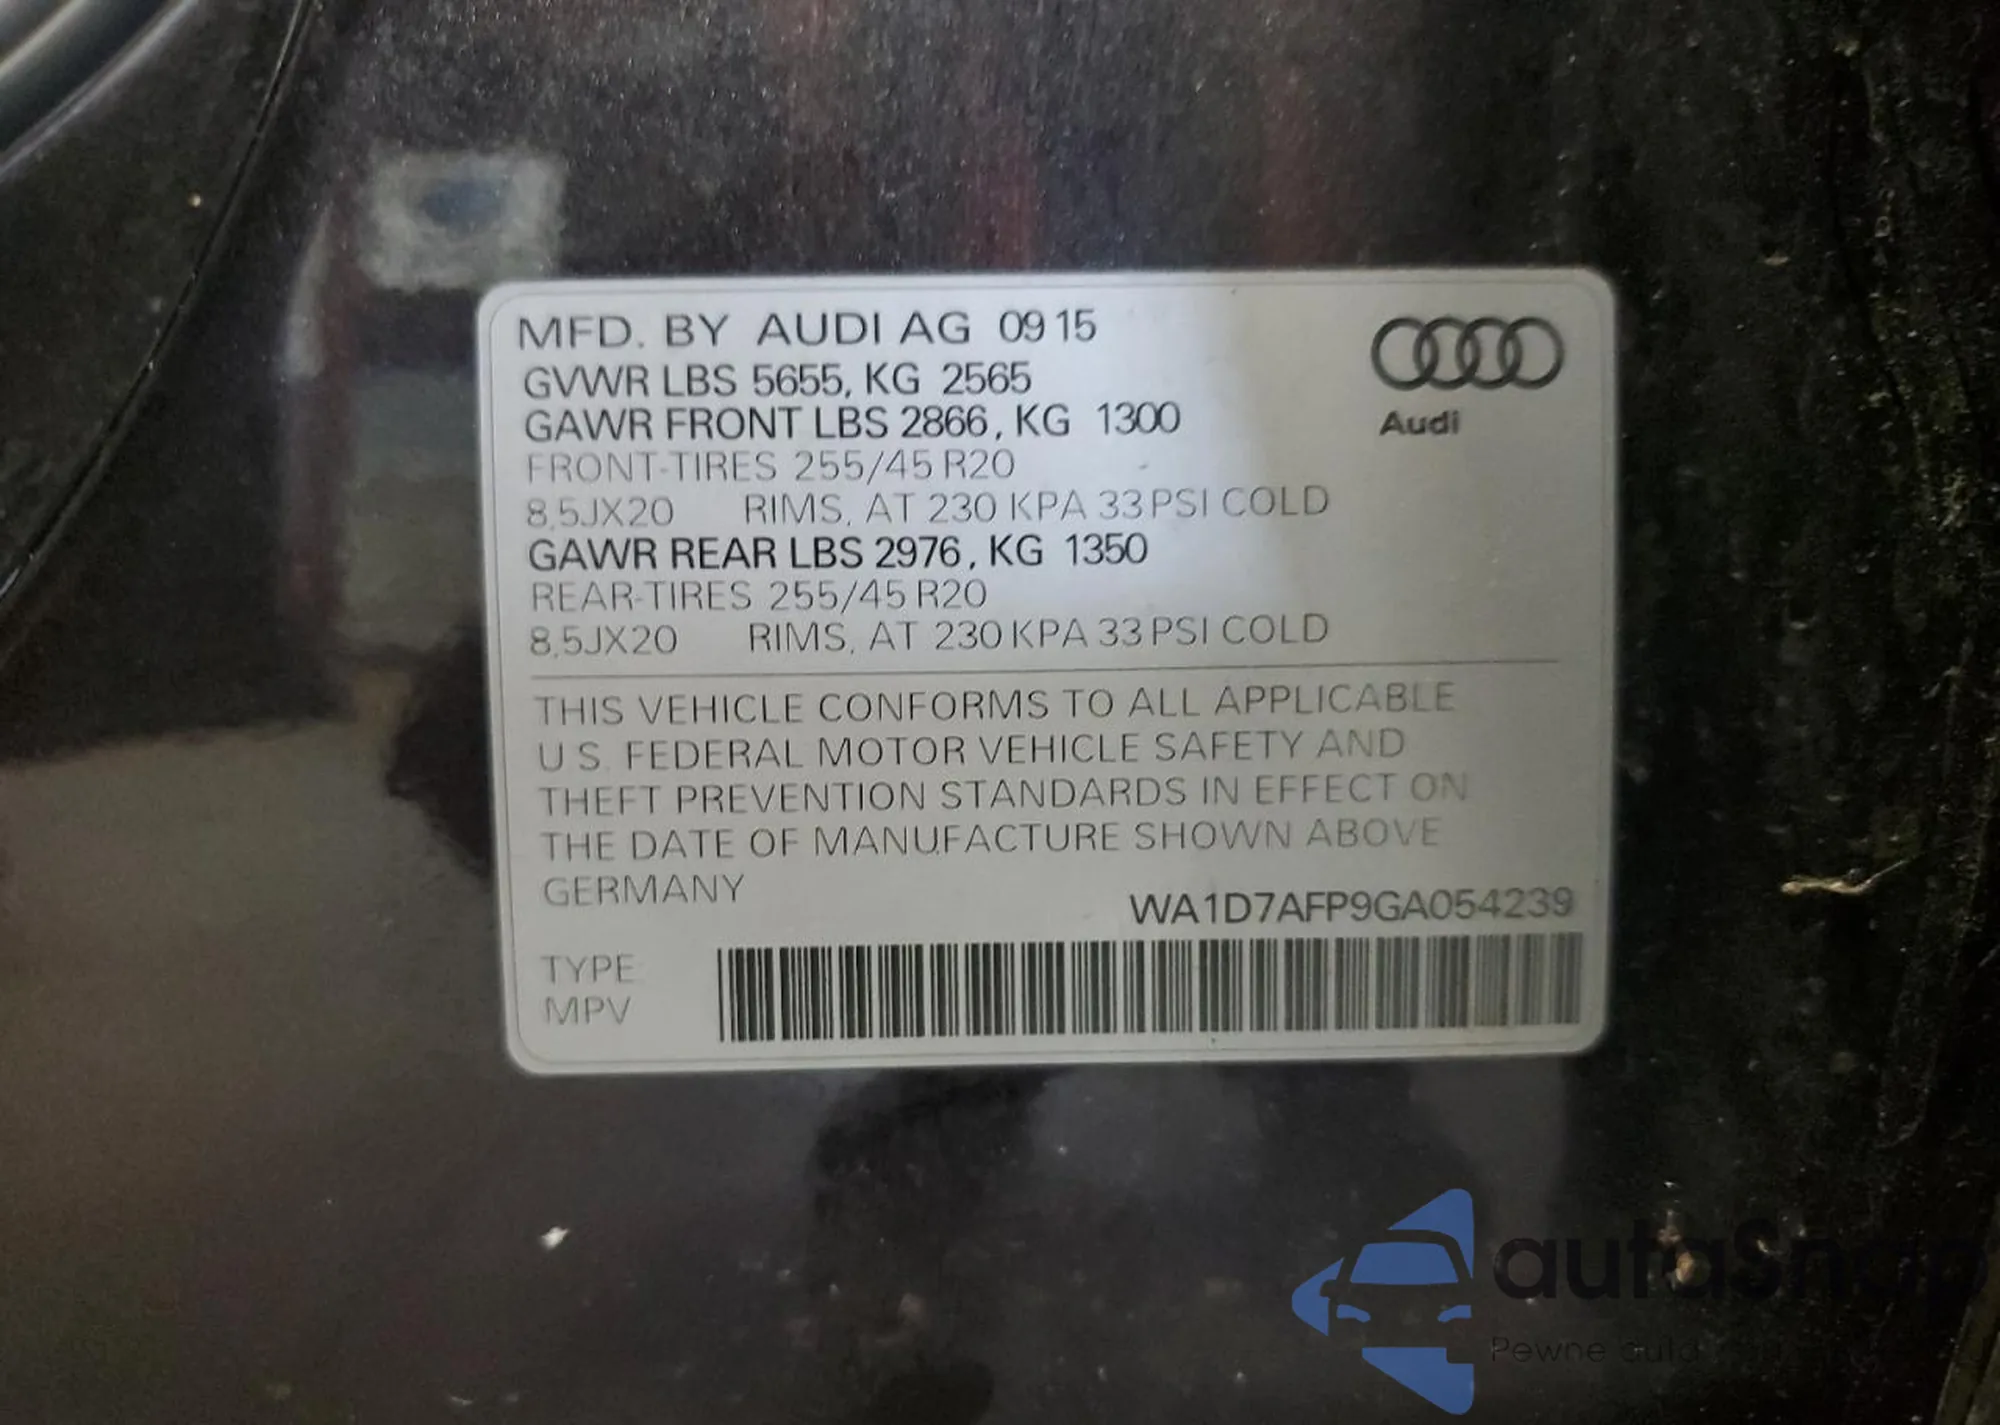 MFD. BY AUDI AG 09 15
GVWR LBS 5655, KG 2565
GAWR FRONT LBS 2866, KG 1300
FRONT-TIRES 255/45 R20
8,5JX20 RIMS, AT 230 KPA 33 PSI COLD
GAWR REAR LBS 2976, KG 1350
REAR-TIRES 255/45 R20
8,5JX20 RIMS, AT 230 KPA 33 PSI COLD
Audi
THIS VEHICLE CONFORMS TO ALL APPLICABLE
U.S. FEDERAL MOTOR VEHICLE SAFETY AND
THEFT PREVENTION STANDARDS IN EFFECT ON
THE DATE OF MANUFACTURE SHOWN ABOVE
GERMANY
WA1D7AFP9GA054239
TYPE
MPV
autaSnap
Pewne auta